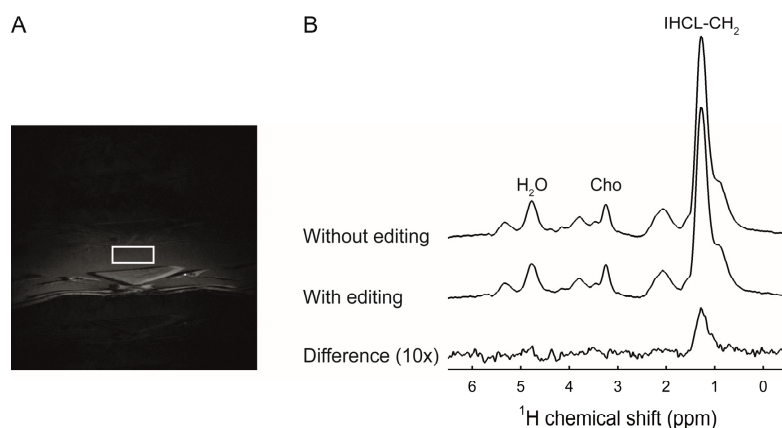 A
B
IHCL-CH₂
H₂O
Cho
Without editing
With editing
Difference (10x)
6 5 4 3 2 1 0
¹H chemical shift (ppm)